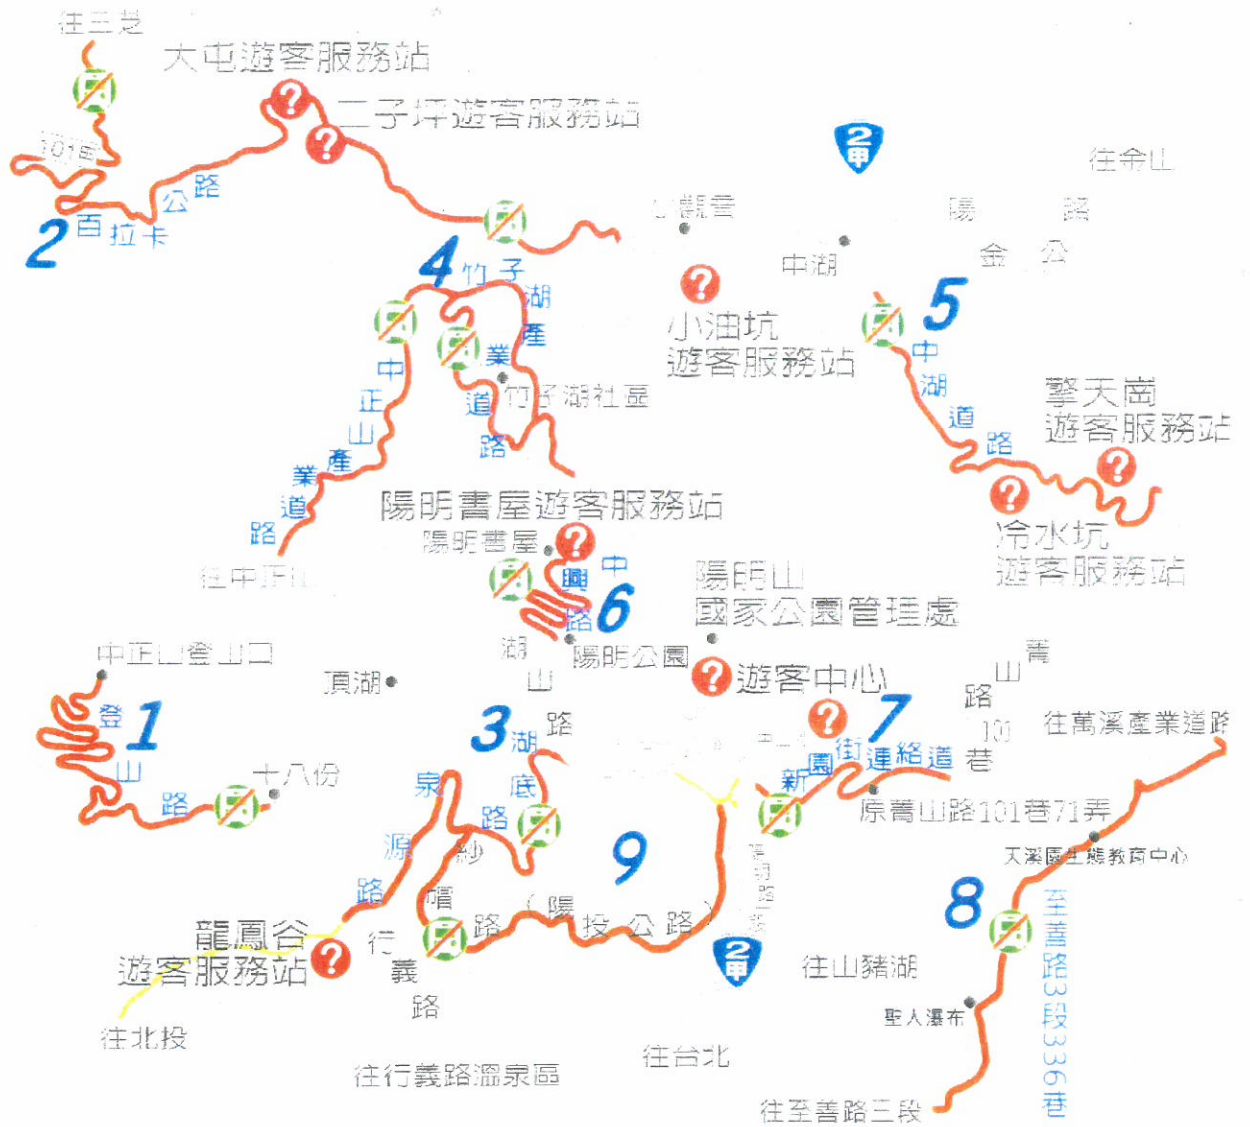 往三芝
大屯遊客服務站
二子坪遊客服務站
101甲
2
百拉卡公路
2甲
往金山
陽金公路
小觀音
中湖
4
竹子湖產業道路
5
小油坑
遊客服務站
中湖道路
擎天崗
遊客服務站
中正山產業道路
竹子湖社區
往中正山
陽明書屋遊客服務站
陽明書屋
中興路
6
冷水坑
遊客服務站
陽明山
國家公園管理處
陽明公園
湖山路
遊客中心
中正山登山口
頂湖
1
登山路
十八份
3
湖底路
泉源路
7
新園街連絡道
菁山路
101
巷
往萬溪產業道路
原菁山路101巷71弄
天溪園生態教育中心
9
紗帽路(陽投公路)
2甲
龍鳳谷
遊客服務站
行義路
往北投
往行義路溫泉區
往台北
8
至善路3段336巷
往山豬湖
聖人瀑布
往至善路三段